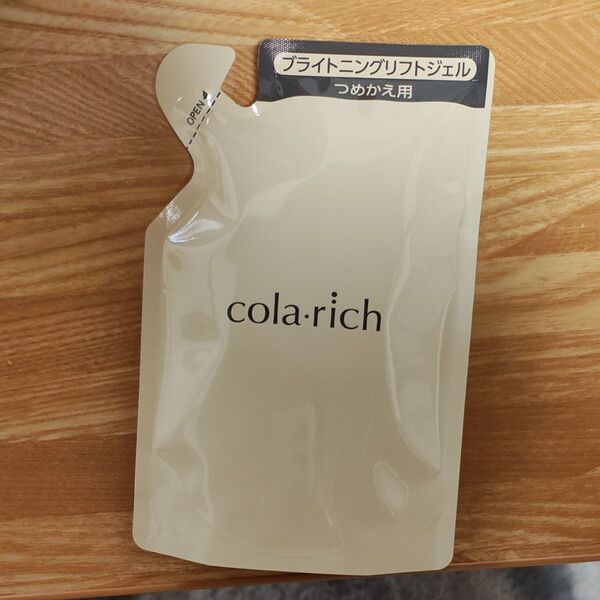 ブライトニングリフトジェル
つめかえ用
OPEN
cola·rich